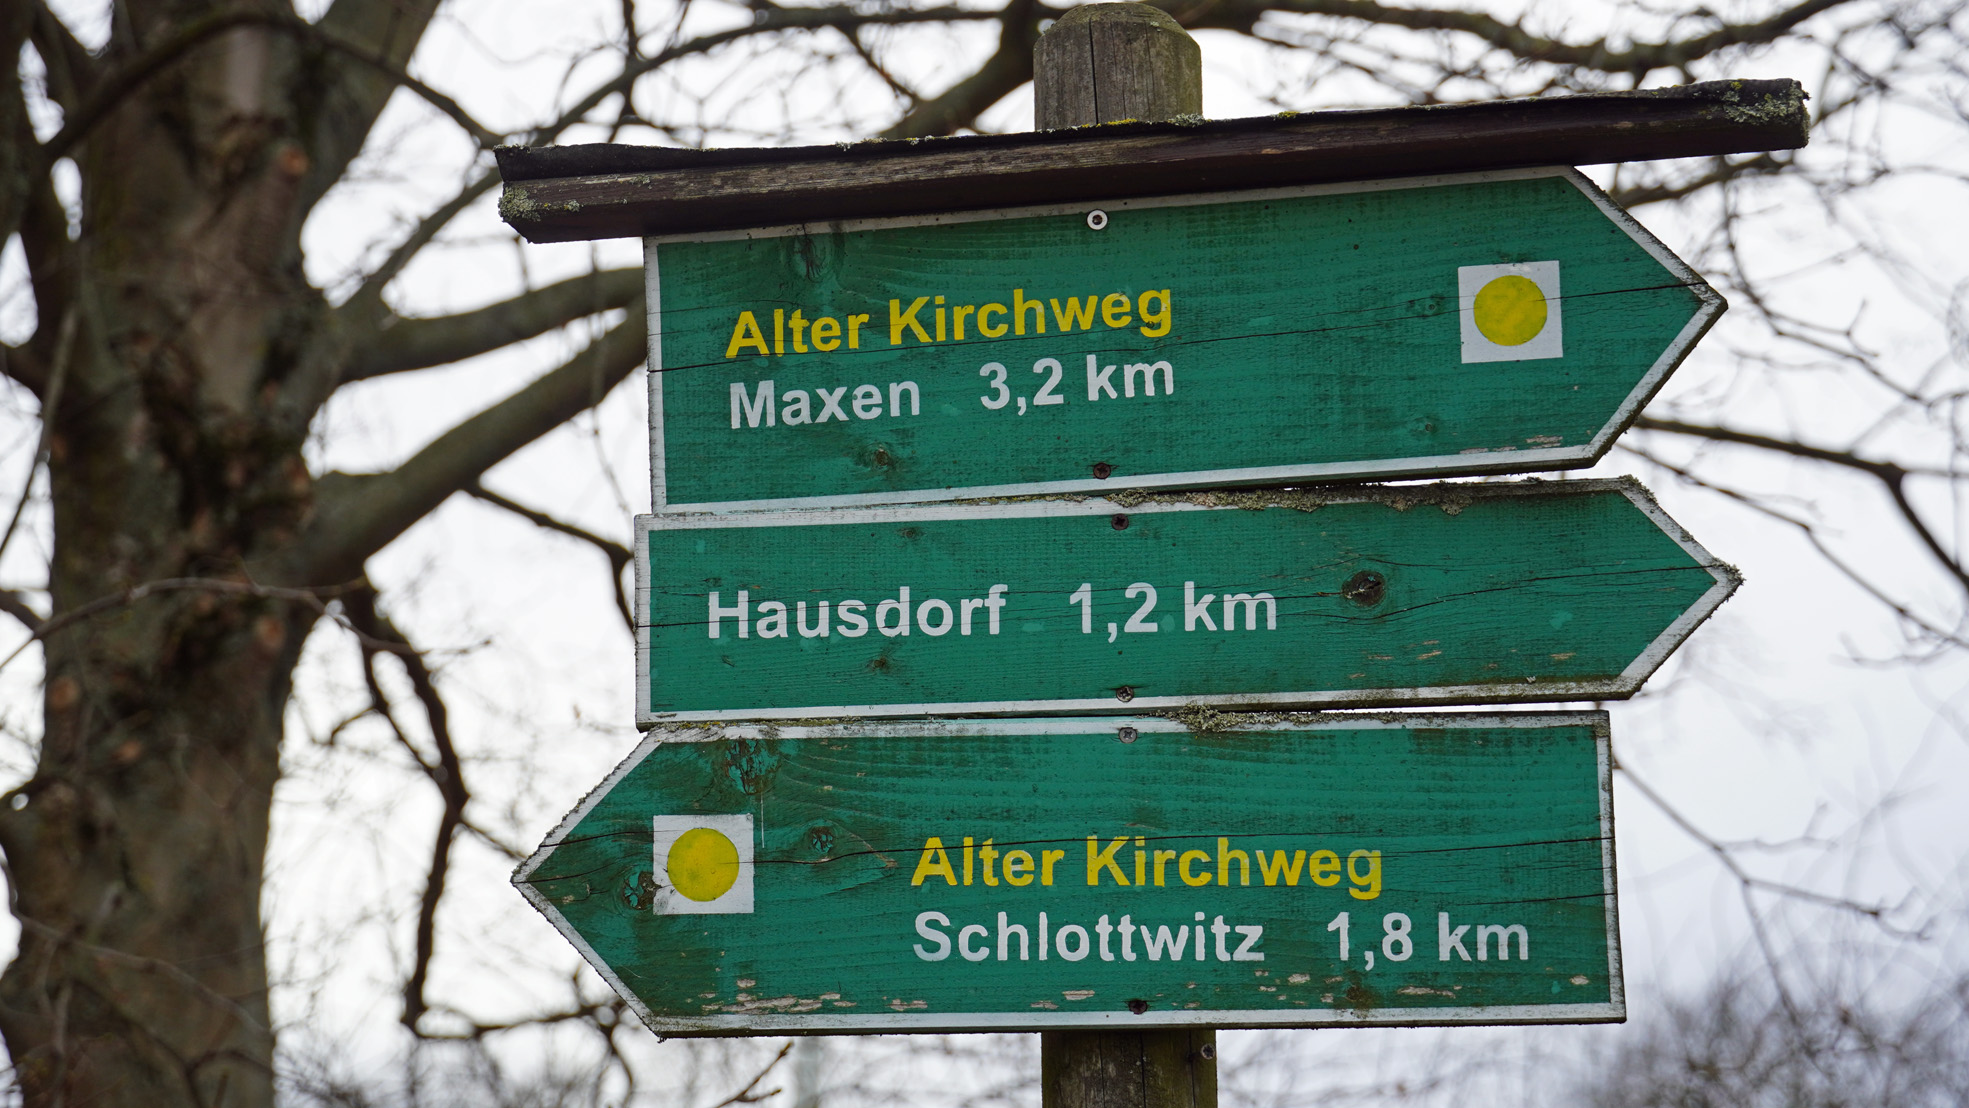 Alter Kirchweg
Maxen 3,2 km
Hausdorf 1,2 km
Alter Kirchweg
Schlottwitz 1,8 km